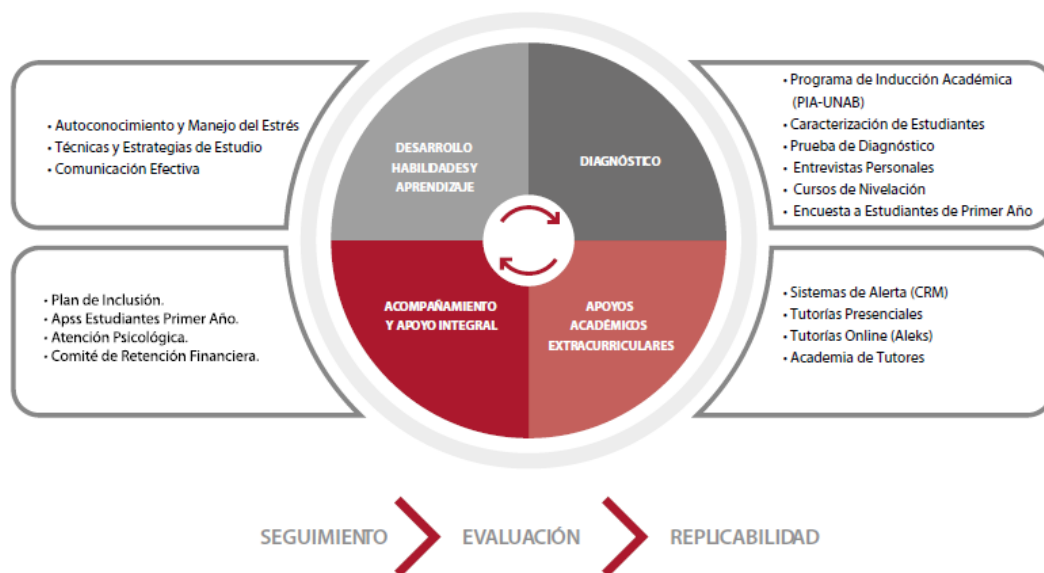 • Autoconocimiento y Manejo del Estrés
• Técnicas y Estrategias de Estudio
• Comunicación Efectiva
DESARROLLO
HABILIDADES Y
APRENDIZAJE
DIAGNÓSTICO
• Programa de Inducción Académica
(PIA-UNAB)
• Caracterización de Estudiantes
• Prueba de Diagnóstico
• Entrevistas Personales
• Cursos de Nivelación
• Encuesta a Estudiantes de Primer Año
• Plan de Inclusión.
• Apss Estudiantes Primer Año.
• Atención Psicológica.
• Comité de Retención Financiera.
ACOMPAÑAMIENTO
Y APOYO INTEGRAL
APOYOS
ACADÉMICOS
EXTRACURRICULARES
• Sistemas de Alerta (CRM)
• Tutorías Presenciales
• Tutorías Online (Aleks)
• Academia de Tutores
SEGUIMIENTO
EVALUACIÓN
REPLICABILIDAD